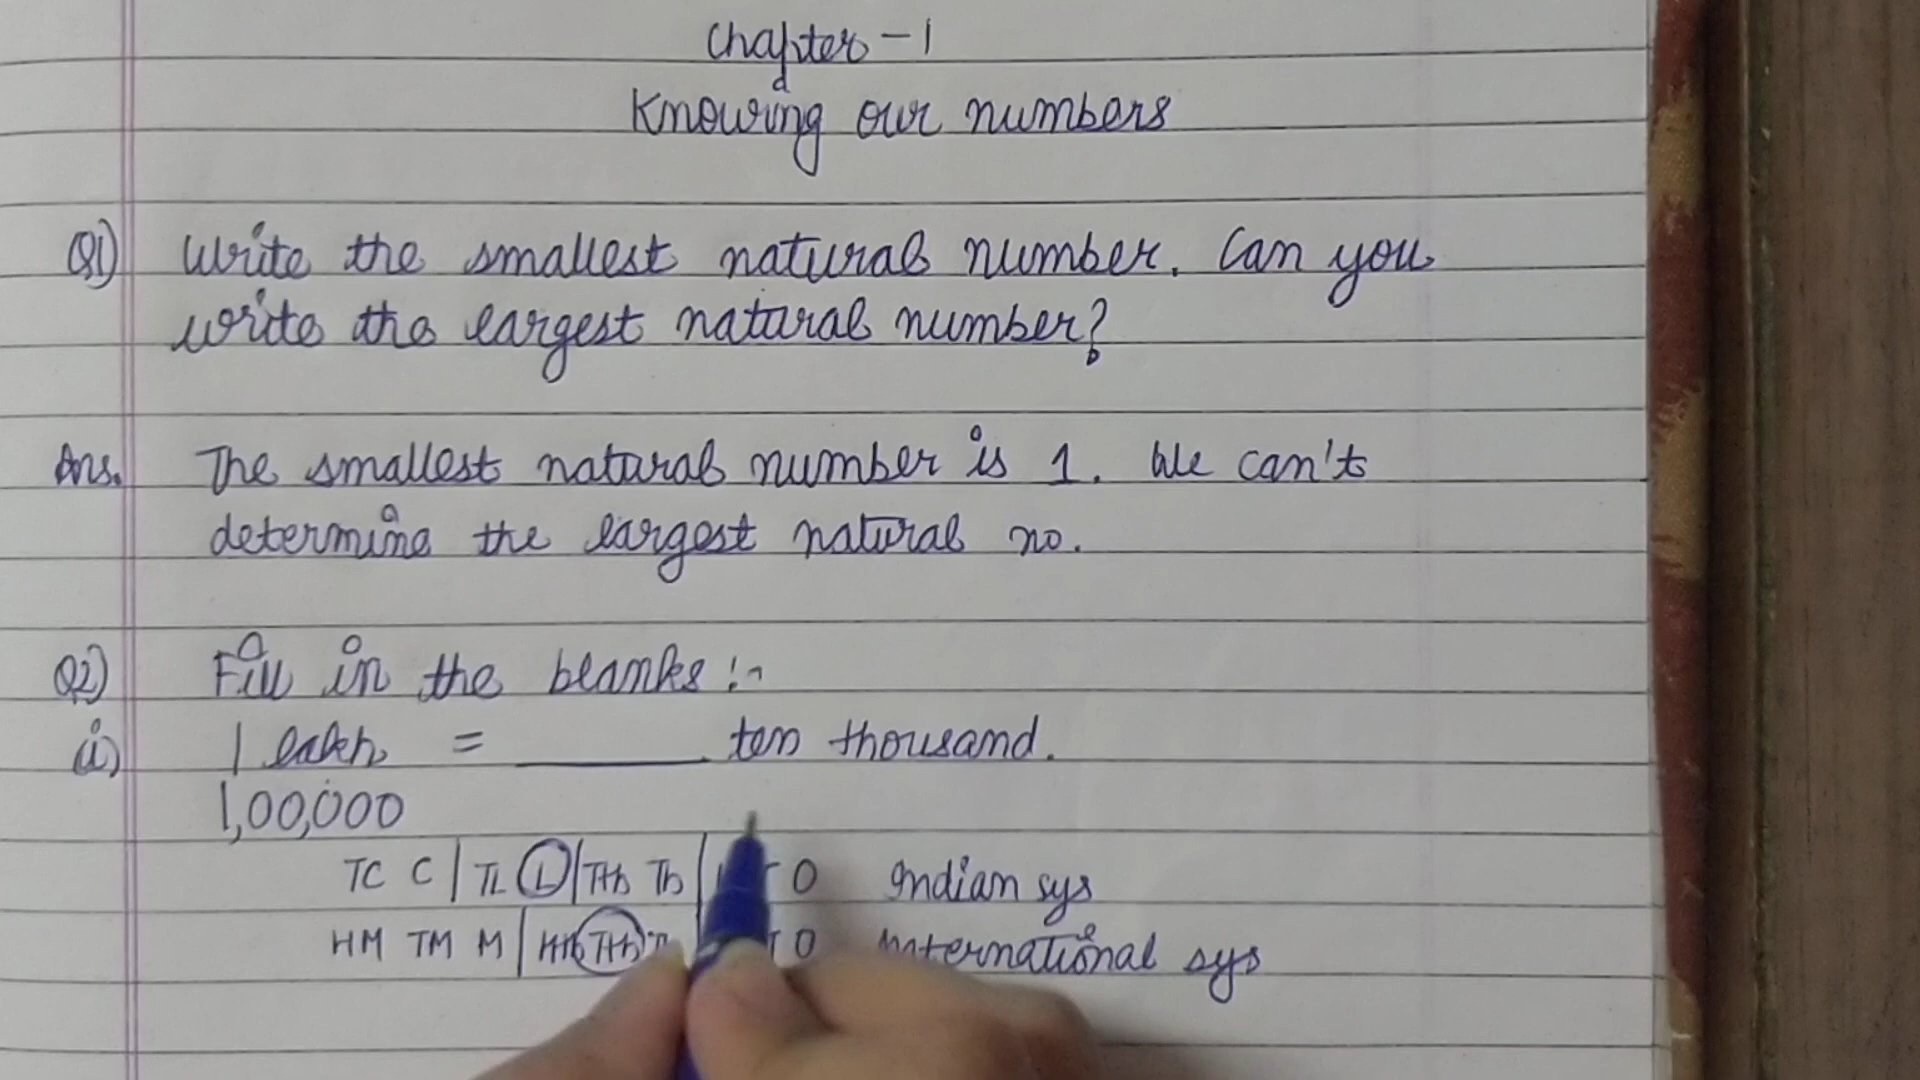 Chapter - 1
Knowing our numbers
Q1) Write the smallest natural number. Can you
write the largest natural number?
Ans. The smallest natural number is 1. We can't
determine the largest natural no.
Q2) Fill in the blanks :-
i) 1 lakh = ______ ten thousand.
1,00,000
TC C | TL L | TTh Th | O Indian sys
HM TM M | HTh TTh T O International sys